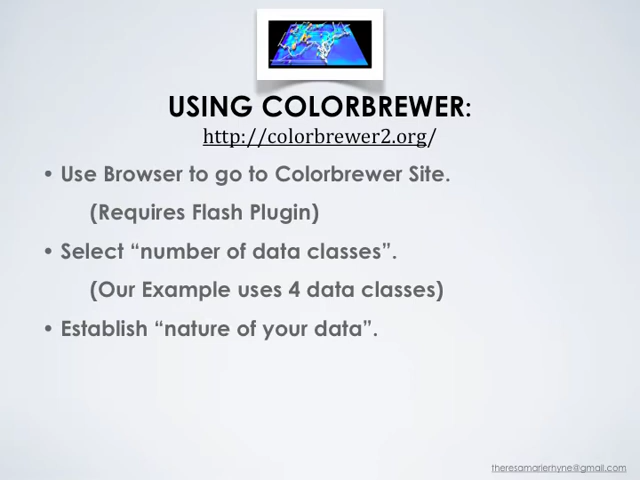 USING COLORBREWER:
http://colorbrewer2.org/
• Use Browser to go to Colorbrewer Site.
(Requires Flash Plugin)
• Select “number of data classes”.
(Our Example uses 4 data classes)
• Establish “nature of your data”.
theresamarierhyne@gmail.com